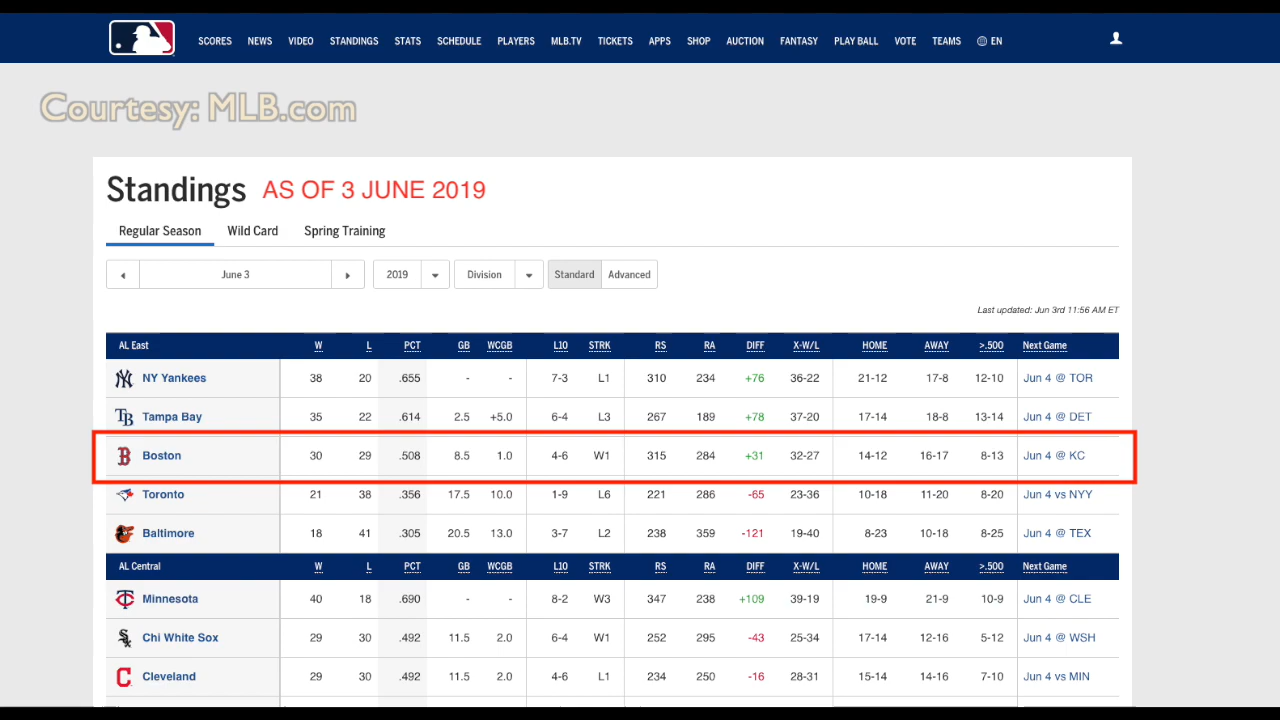 SCORES NEWS VIDEO STANDINGS STATS SCHEDULE PLAYERS MLB.TV TICKETS APPS SHOP AUCTION FANTASY PLAY BALL VOTE TEAMS EN
Courtesy: MLB.com
Standings AS OF 3 JUNE 2019
Regular Season Wild Card Spring Training
June 3 2019 Division Standard Advanced
Last updated: Jun 3rd 11:56 AM ET
AL East W L PCT GB WCGB L10 STRK RS RA DIFF X-W/L HOME AWAY >.500 Next Game
NY Yankees 38 20 .655 - - 7-3 L1 310 234 +76 36-22 21-12 17-8 12-10 Jun 4 @ TOR
Tampa Bay 35 22 .614 2.5 +5.0 6-4 L3 267 189 +78 37-20 17-14 18-8 13-14 Jun 4 @ DET
Boston 30 29 .508 8.5 1.0 4-6 W1 315 284 +31 32-27 14-12 16-17 8-13 Jun 4 @ KC
Toronto 21 38 .356 17.5 10.0 1-9 L6 221 286 -65 23-36 10-18 11-20 8-20 Jun 4 vs NYY
Baltimore 18 41 .305 20.5 13.0 3-7 L2 238 359 -121 19-40 8-23 10-18 8-25 Jun 4 @ TEX
AL Central W L PCT GB WCGB L10 STRK RS RA DIFF X-W/L HOME AWAY >.500 Next Game
Minnesota 40 18 .690 - - 8-2 W3 347 238 +109 39-19 19-9 21-9 10-9 Jun 4 @ CLE
Chi White Sox 29 30 .492 11.5 2.0 6-4 W1 252 295 -43 25-34 17-14 12-16 5-12 Jun 4 @ WSH
Cleveland 29 30 .492 11.5 2.0 4-6 L1 234 250 -16 28-31 15-14 14-16 7-10 Jun 4 vs MIN